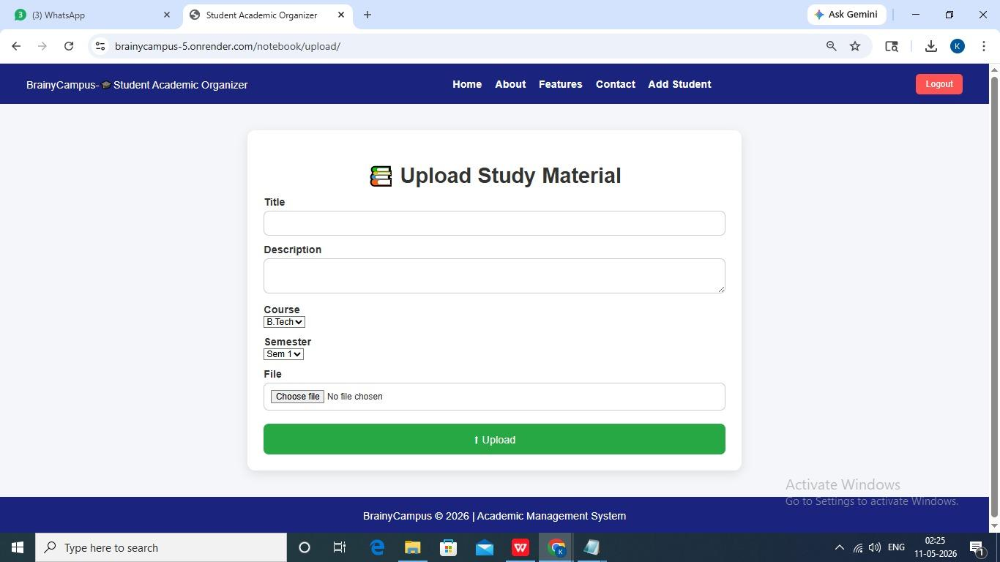 3 (3) WhatsApp
Student Academic Organizer
Ask Gemini
brainycampus-5.onrender.com/notebook/upload/
K
BrainyCampus-🎓Student Academic Organizer
Home About Features Contact Add Student
Logout
📚 Upload Study Material
Title
Description
Course
B.Tech
Semester
Sem 1
File
Choose file No file chosen
⬆ Upload
Activate Windows
Go to Settings to activate Windows.
BrainyCampus © 2026 | Academic Management System
Type here to search
ENG
02:25
11-05-2026
1